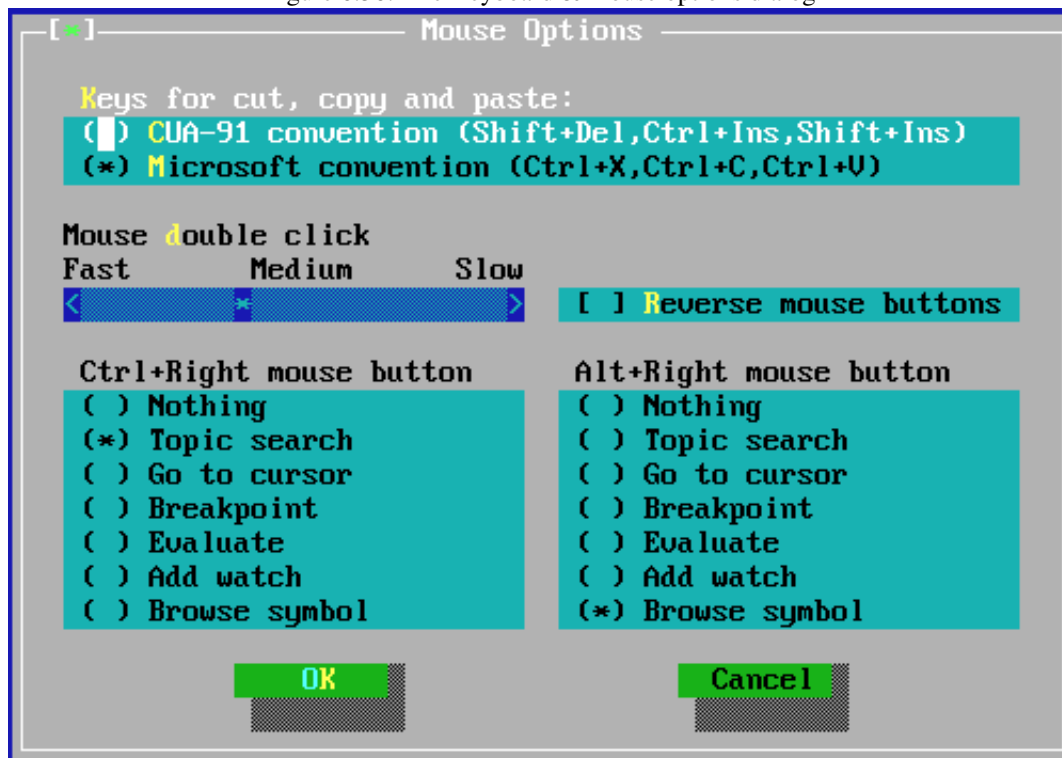 [*] Mouse Options
Keys for cut, copy and paste:
( ) CUA-91 convention (Shift+Del,Ctrl+Ins,Shift+Ins)
(*) Microsoft convention (Ctrl+X,Ctrl+C,Ctrl+V)
Mouse double click
Fast Medium Slow
[ ] Reverse mouse buttons
Ctrl+Right mouse button
( ) Nothing
(*) Topic search
( ) Go to cursor
( ) Breakpoint
( ) Evaluate
( ) Add watch
( ) Browse symbol
Alt+Right mouse button
( ) Nothing
( ) Topic search
( ) Go to cursor
( ) Breakpoint
( ) Evaluate
( ) Add watch
(*) Browse symbol
OK
Cancel